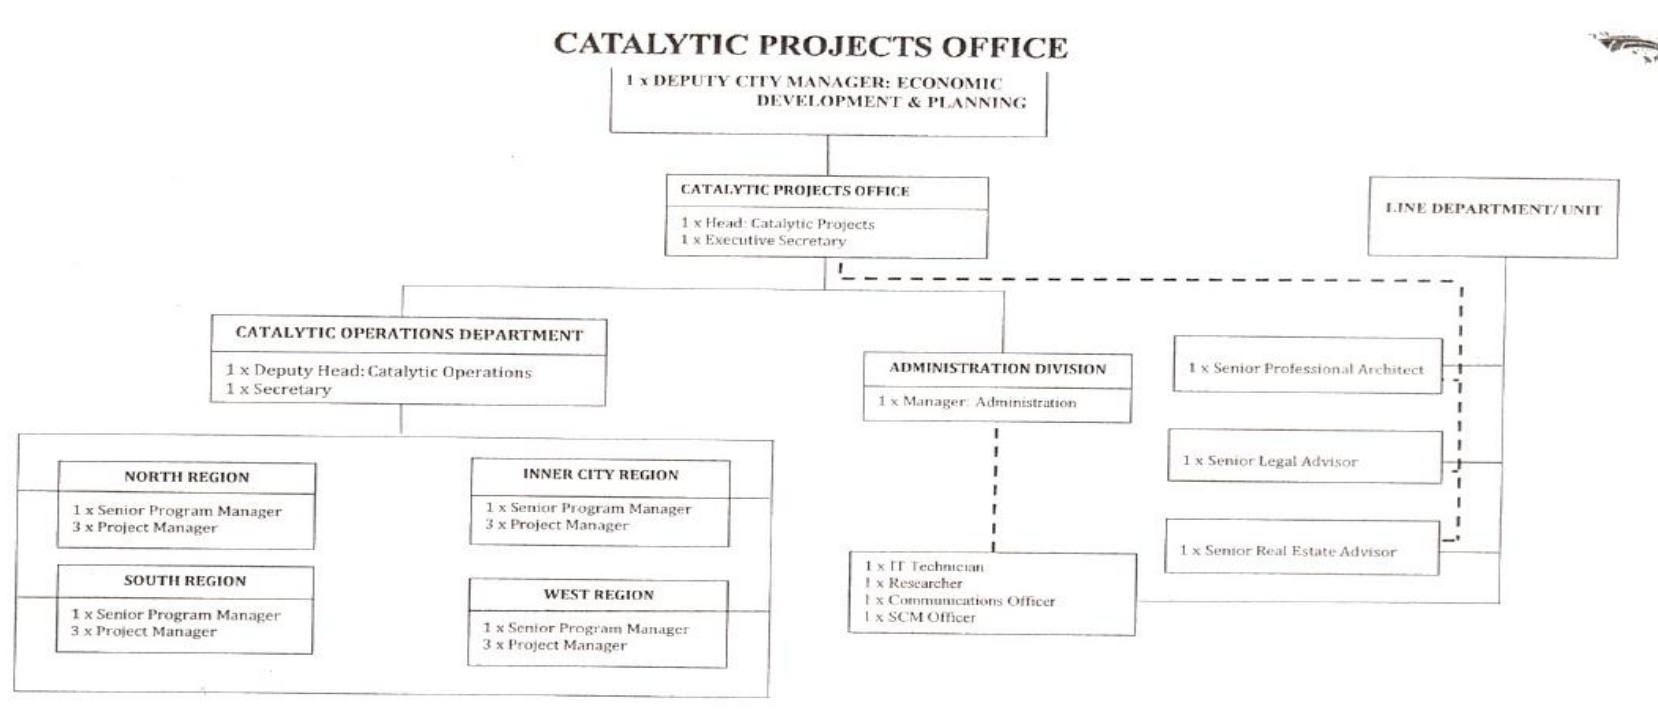 CATALYTIC PROJECTS OFFICE
1 x DEPUTY CITY MANAGER: ECONOMIC
DEVELOPMENT & PLANNING
CATALYTIC PROJECTS OFFICE
1 x Head: Catalytic Projects
1 x Executive Secretary
LINE DEPARTMENT/ UNIT
CATALYTIC OPERATIONS DEPARTMENT
1 x Deputy Head: Catalytic Operations
1 x Secretary
ADMINISTRATION DIVISION
1 x Manager: Administration
1 x Senior Professional Architect
1 x Senior Legal Advisor
1 x Senior Real Estate Advisor
NORTH REGION
1 x Senior Program Manager
3 x Project Manager
INNER CITY REGION
1 x Senior Program Manager
3 x Project Manager
SOUTH REGION
1 x Senior Program Manager
3 x Project Manager
WEST REGION
1 x Senior Program Manager
3 x Project Manager
1 x IT Technician
1 x Researcher
1 x Communications Officer
1 x SCM Officer